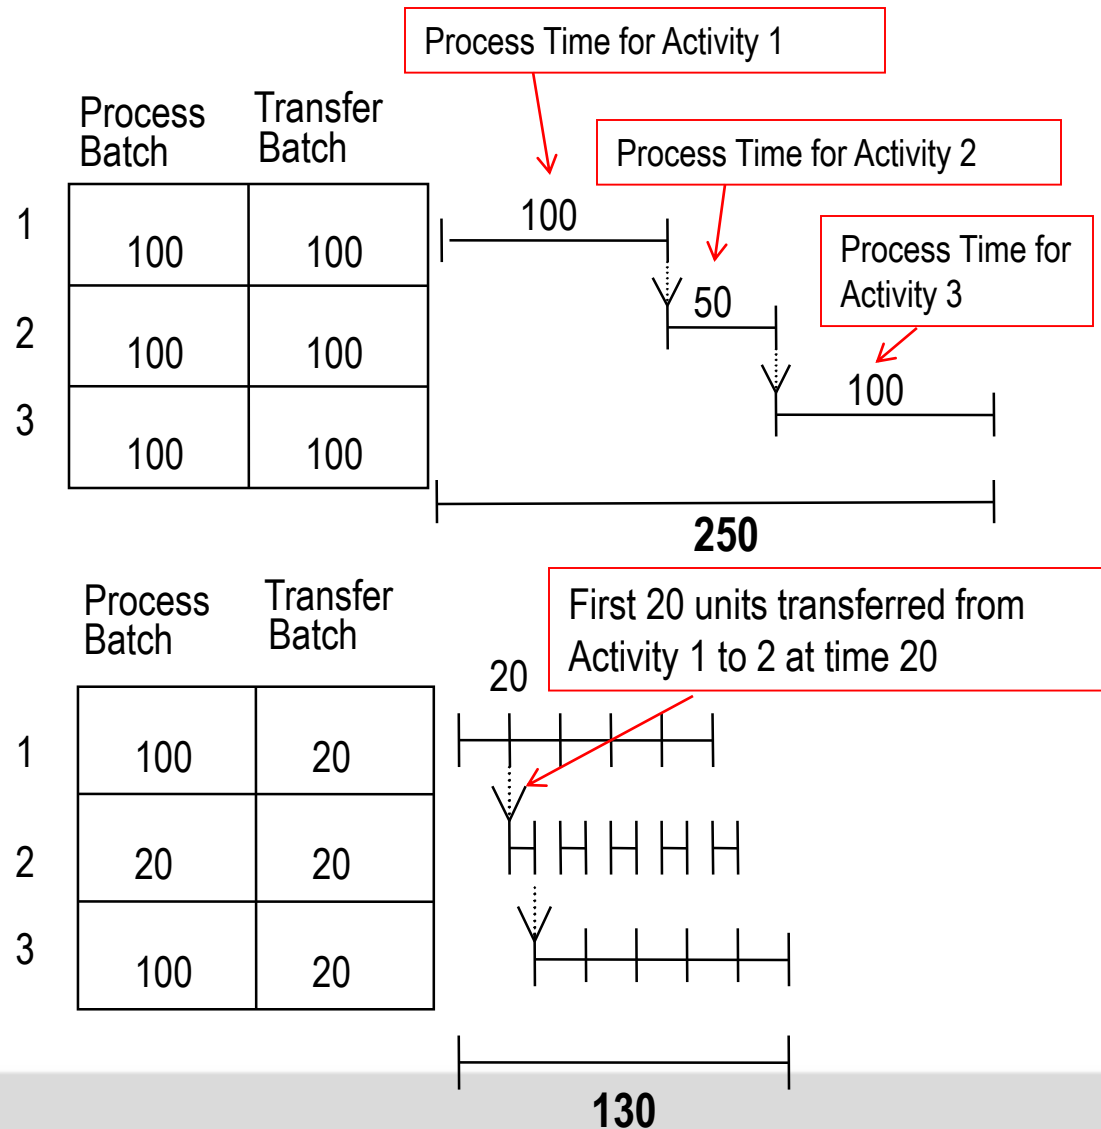 Process Time for Activity 1
Process Transfer
Batch Batch
Process Time for Activity 2
1 100 100 100
Process Time for
Activity 3
2 100 100 50
3 100 100 100
250
Process Transfer
Batch Batch
First 20 units transferred from
Activity 1 to 2 at time 20
20
1 100 20
2 20 20
3 100 20
130